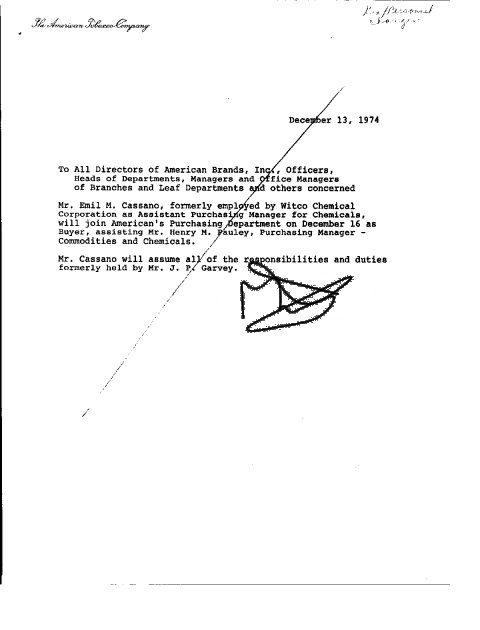 The American Tobacco Company
Personnel
December 13, 1974
To All Directors of American Brands, Inc., Officers,
Heads of Departments, Managers and Office Managers
of Branches and Leaf Departments and others concerned
Mr. Emil M. Cassano, formerly employed by Witco Chemical
Corporation as Assistant Purchasing Manager for Chemicals,
will join American's Purchasing Department on December 16 as
Buyer, assisting Mr. Henry M. Pauley, Purchasing Manager -
Commodities and Chemicals.
Mr. Cassano will assume all of the responsibilities and duties
formerly held by Mr. J. P. Garvey.